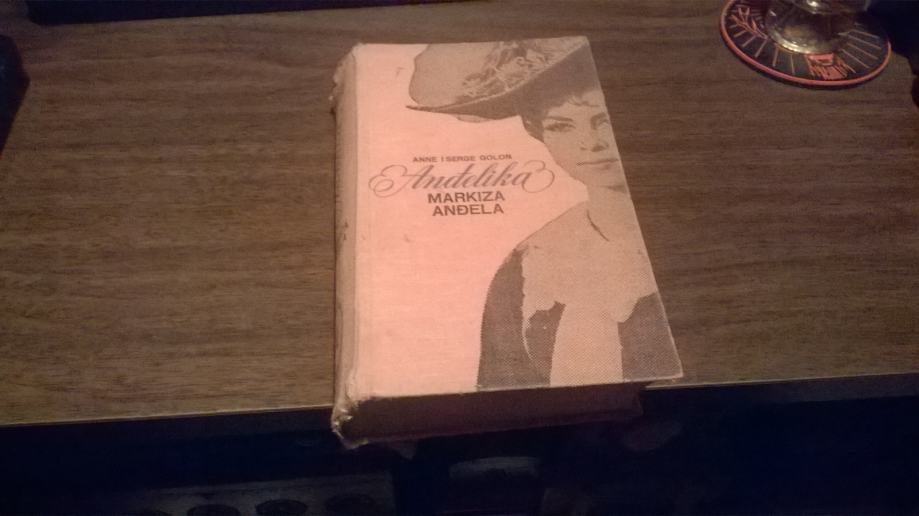 ANNE I SERGE GOLON
Anđelika
MARKIZA
ANĐELA